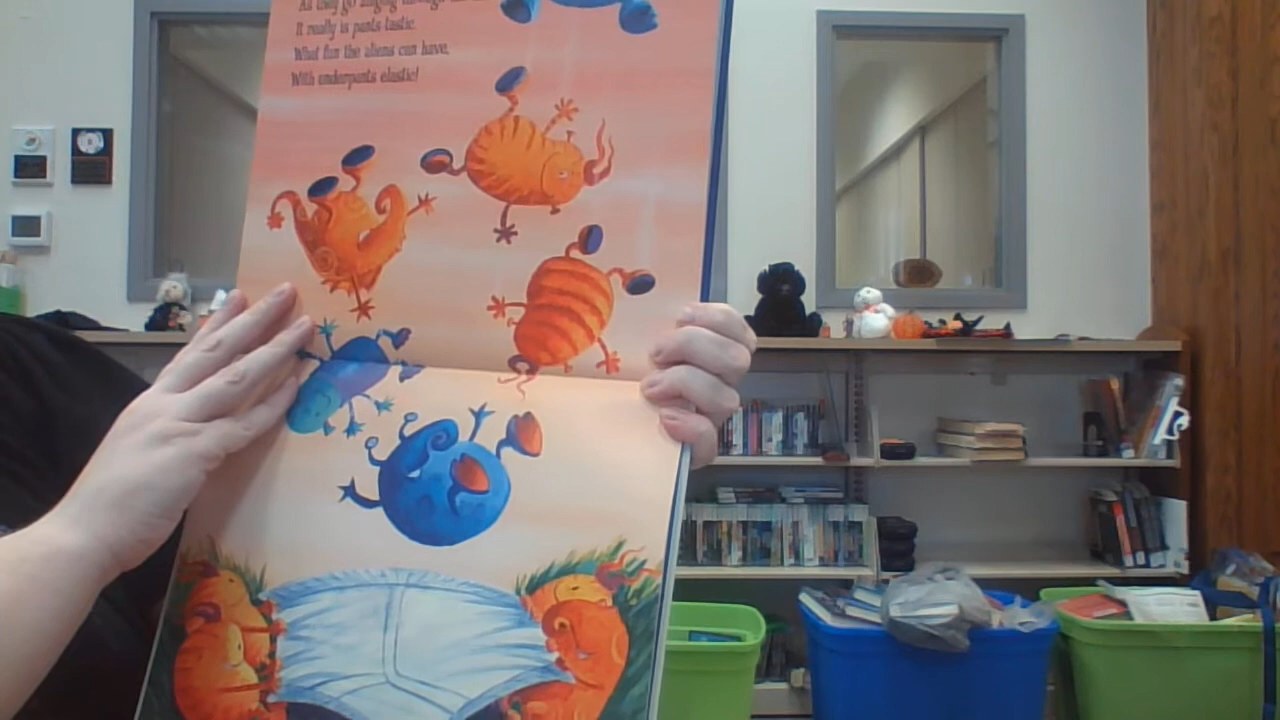 It really is pants-tastic.
What fun the aliens can have,
With underpants elastic!